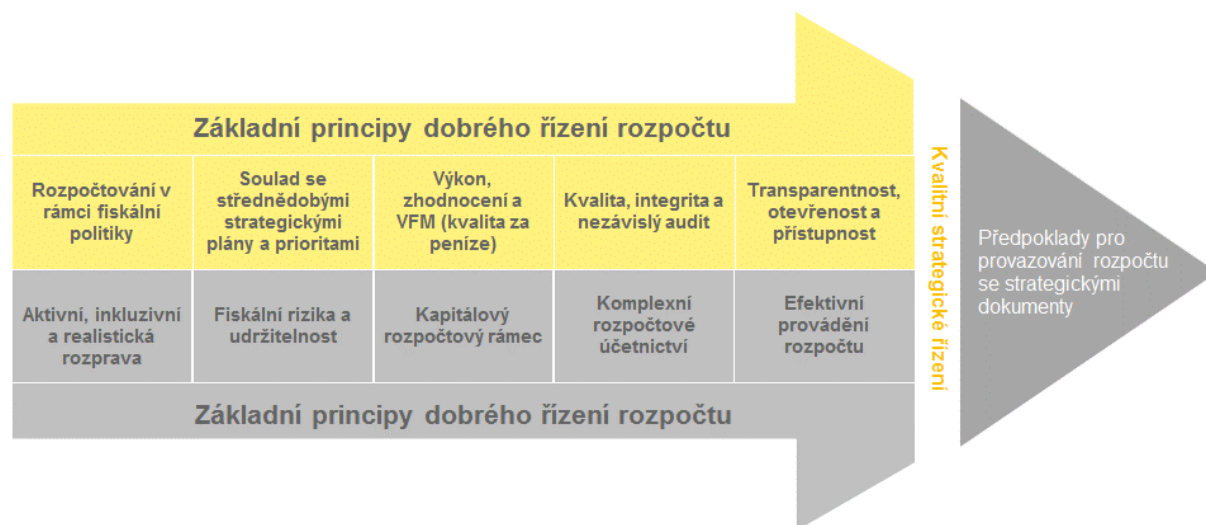 Základní principy dobrého řízení rozpočtu
Rozpočtování v
rámci fiskální
politiky
Soulad se
střednědobými
strategickými
plány a prioritami
Výkon,
zhodnocení a
VFM (kvalita za
peníze)
Kvalita, integrita a
nezávislý audit
Transparentnost,
otevřenost a
přístupnost
Aktivní, inkluzivní
a realistická
rozprava
Fiskální rizika a
udržitelnost
Kapitálový
rozpočtový rámec
Komplexní
rozpočtové
účetnictví
Efektivní
provádění
rozpočtu
Základní principy dobrého řízení rozpočtu
Kvalitní strategické řízení
Předpoklady pro
provazování rozpočtu
se strategickými
dokumenty